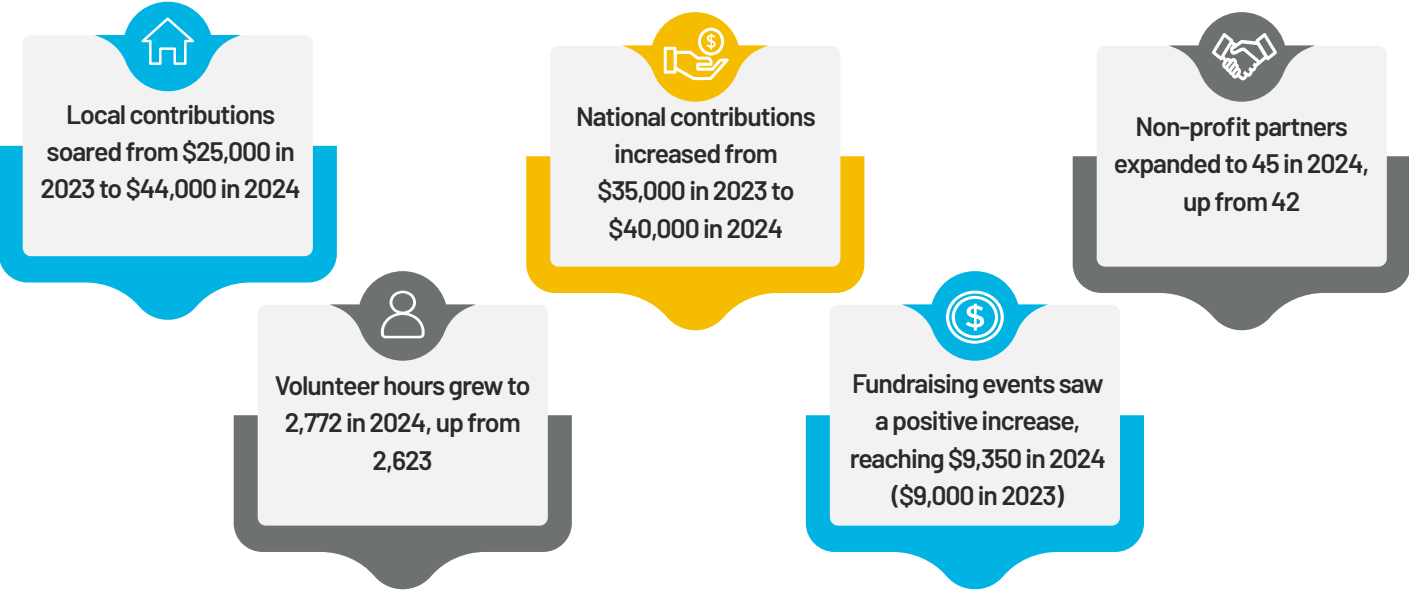 Local contributions
soared from $25,000 in
2023 to $44,000 in 2024
Volunteer hours grew to
2,772 in 2024, up from
2,623
National contributions
increased from
$35,000 in 2023 to
$40,000 in 2024
Fundraising events saw
a positive increase,
reaching $9,350 in 2024
($9,000 in 2023)
Non-profit partners
expanded to 45 in 2024,
up from 42